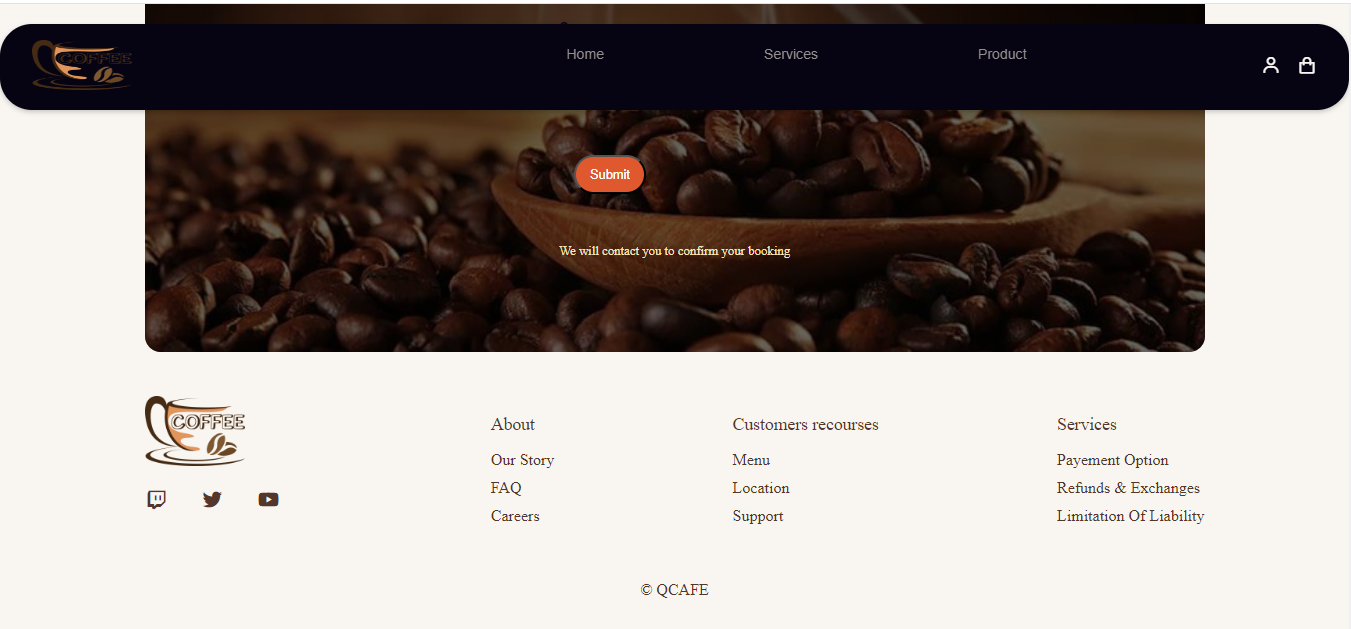 COFFEE
Home
Services
Product
Submit
We will contact you to confirm your booking
COFFEE
About
Our Story
FAQ
Careers
Customers recourses
Menu
Location
Support
Services
Payement Option
Refunds & Exchanges
Limitation Of Liability
© QCAFE